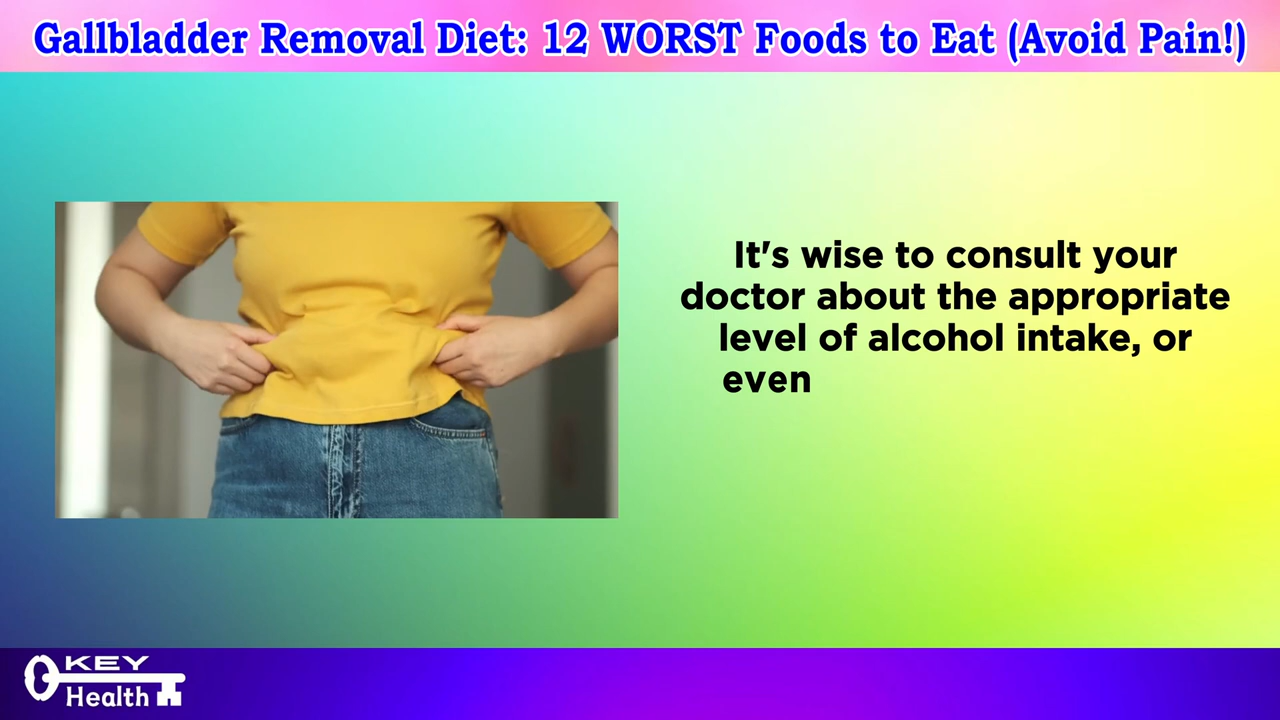 Gallbladder Removal Diet: 12 WORST Foods to Eat (Avoid Pain!)
It's wise to consult your
doctor about the appropriate
level of alcohol intake, or
even
KEY
Health